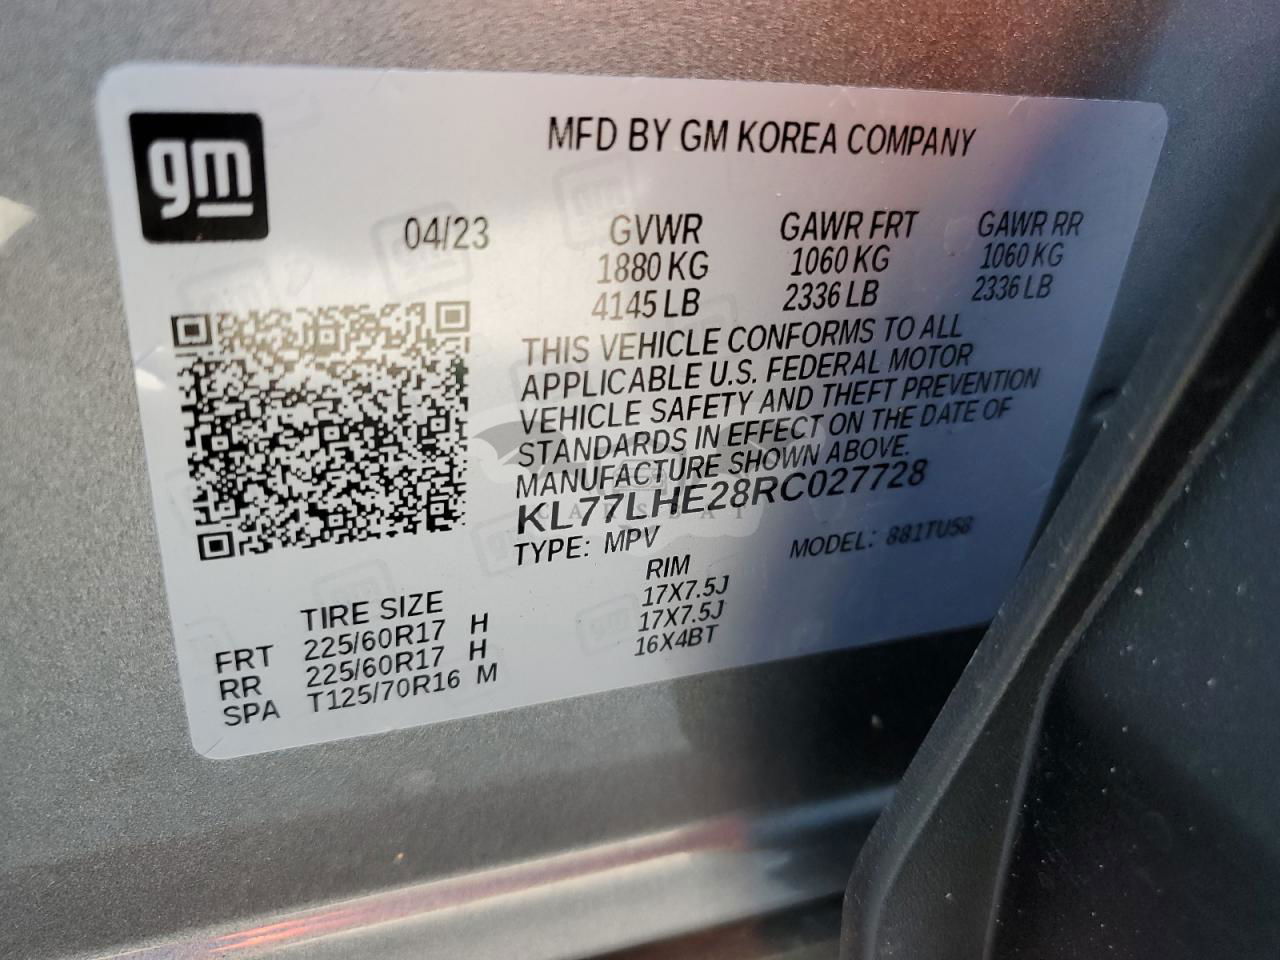 gm
MFD BY GM KOREA COMPANY
04/23 GVWR GAWR FRT GAWR RR
1880 KG 1060 KG 1060 KG
4145 LB 2336 LB 2336 LB
THIS VEHICLE CONFORMS TO ALL
APPLICABLE U.S. FEDERAL MOTOR
VEHICLE SAFETY AND THEFT PREVENTION
STANDARDS IN EFFECT ON THE DATE OF
MANUFACTURE SHOWN ABOVE.
KL77LHE28RC027728
TYPE: MPV MODEL: 881TU58
TIRE SIZE RIM
FRT 225/60R17 H 17X7.5J
RR 225/60R17 H 17X7.5J
SPA T125/70R16 M 16X4BT